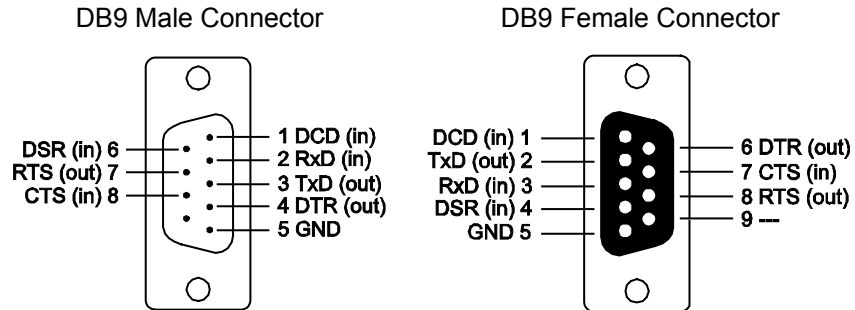 DB9 Male Connector
DSR (in) 6
RTS (out) 7
CTS (in) 8
1 DCD (in)
2 RxD (in)
3 TxD (out)
4 DTR (out)
5 GND
DB9 Female Connector
DCD (in) 1
TxD (out) 2
RxD (in) 3
DSR (in) 4
GND 5
6 DTR (out)
7 CTS (in)
8 RTS (out)
9 ---